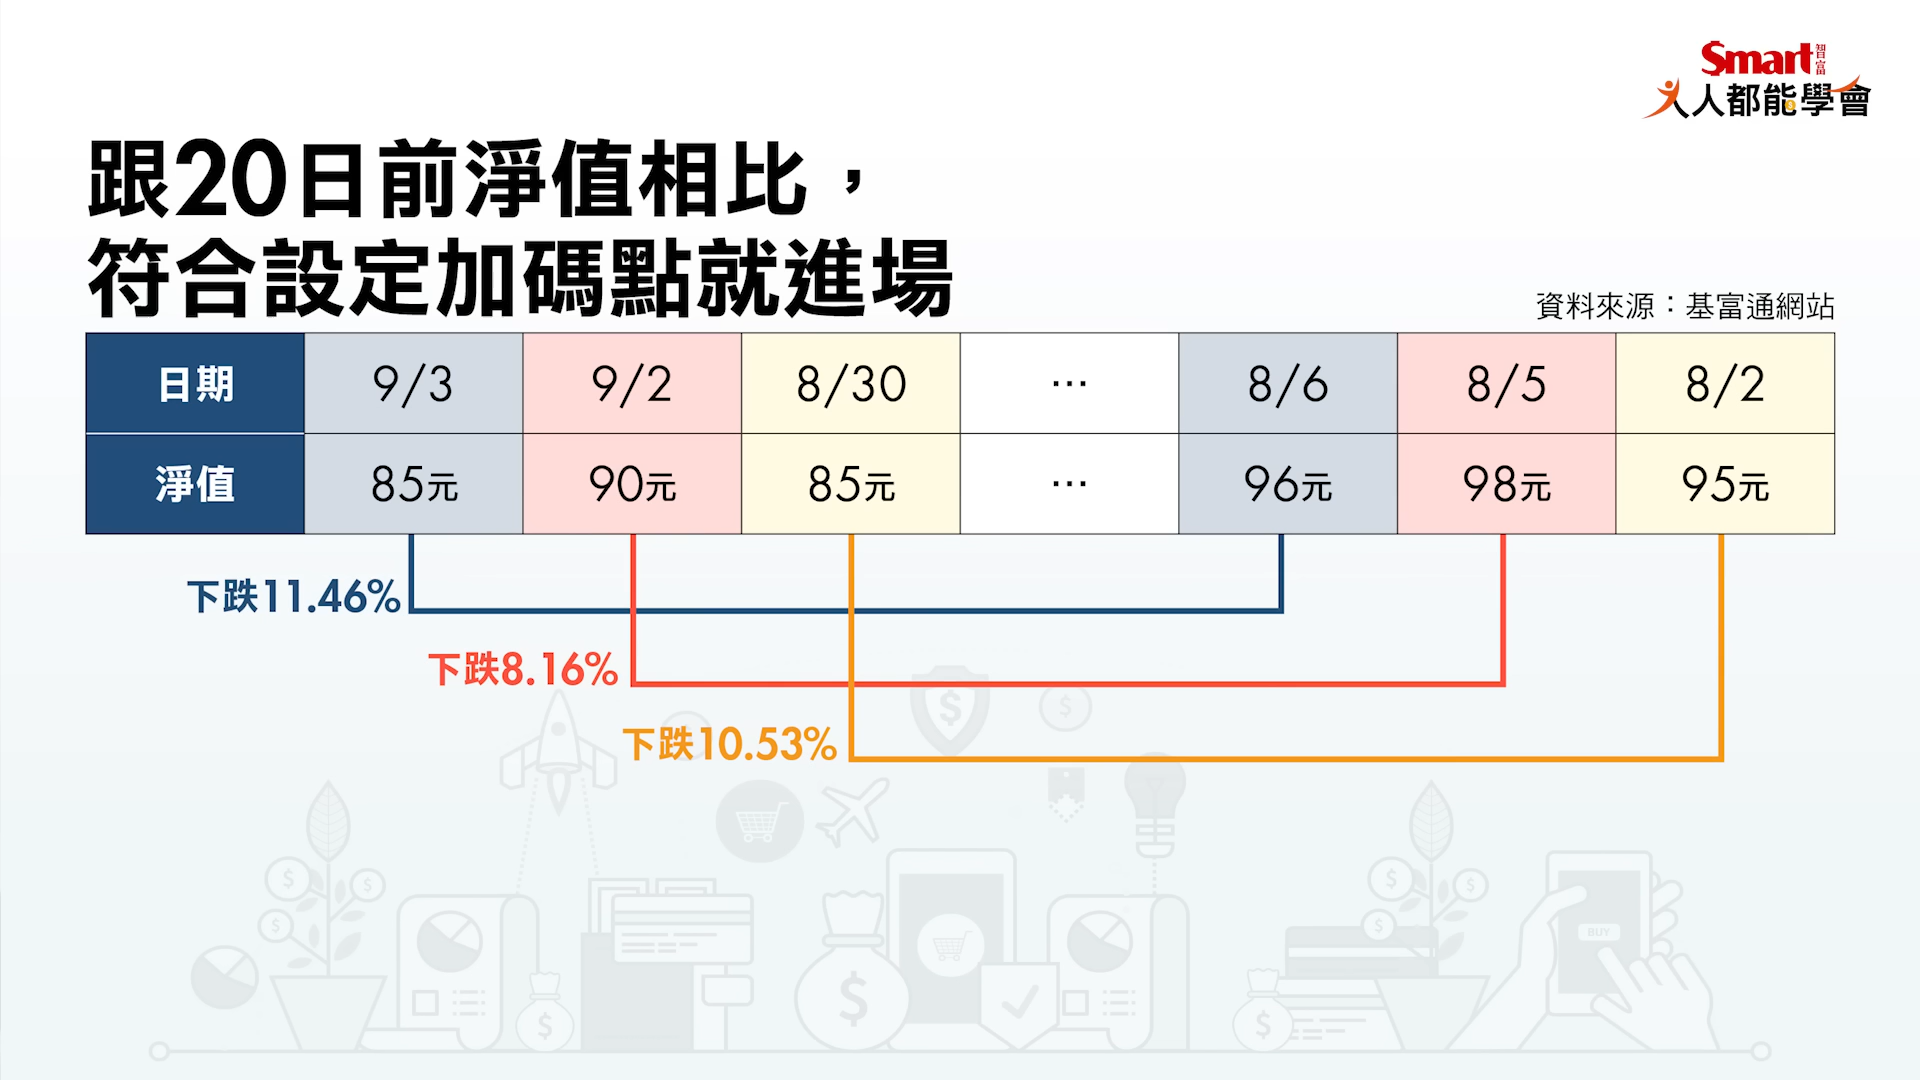 Smart智富
人人都能學會
跟20日前淨值相比，
符合設定加碼點就進場
資料來源：基富通網站
日期 9/3 9/2 8/30 … 8/6 8/5 8/2
淨值 85元 90元 85元 … 96元 98元 95元
下跌11.46%
下跌8.16%
下跌10.53%
BUY